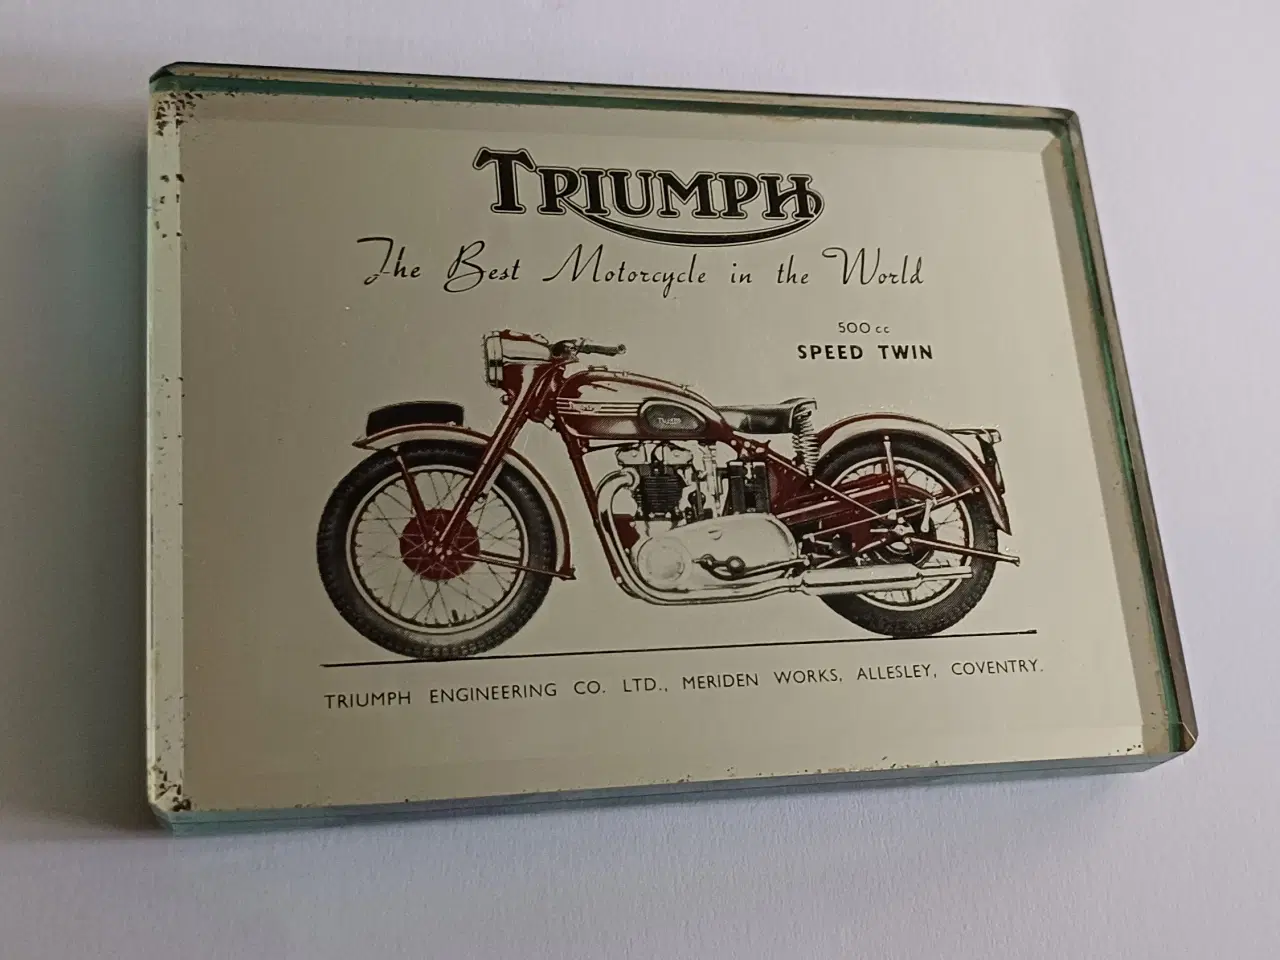 TRIUMPH
The Best Motorcycle in the World
500 cc
SPEED TWIN
TRIUMPH
TRIUMPH ENGINEERING CO. LTD., MERIDEN WORKS, ALLESLEY, COVENTRY.